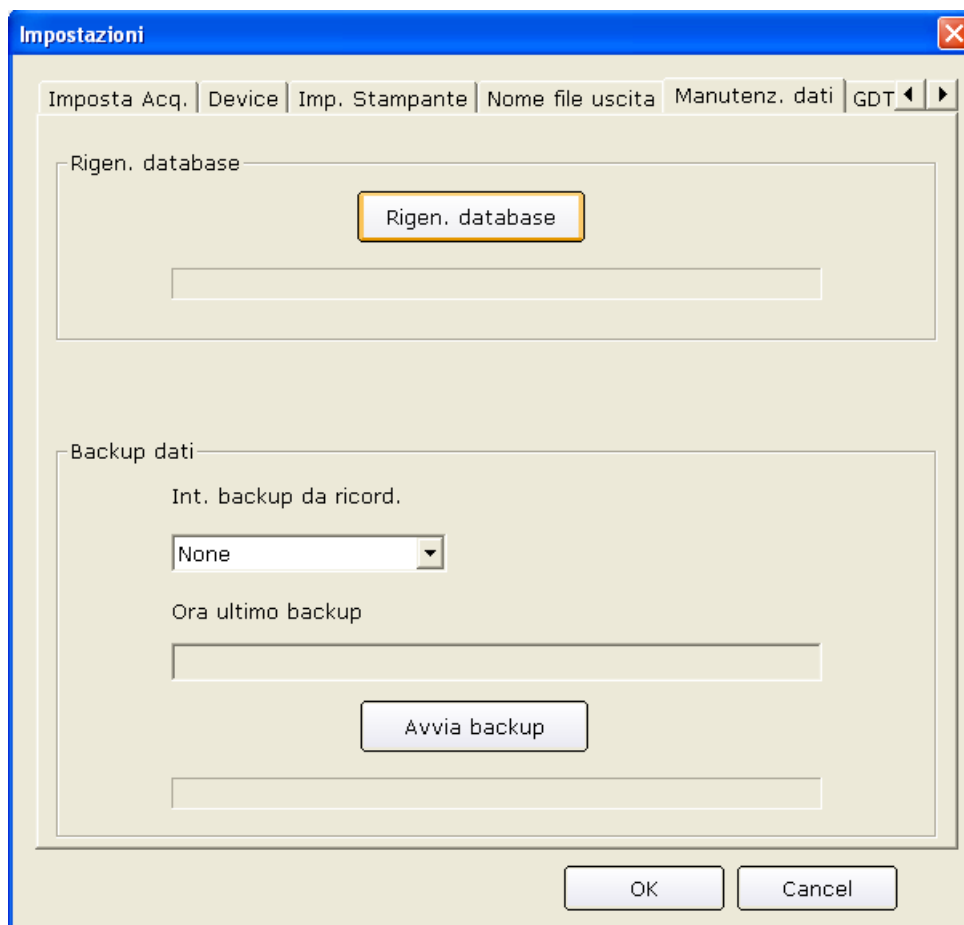 Impostazioni
Imposta Acq. Device Imp. Stampante Nome file uscita Manutenz. dati GDT
Rigen. database
Rigen. database
Backup dati
Int. backup da ricord.
None
Ora ultimo backup
Avvia backup
OK Cancel